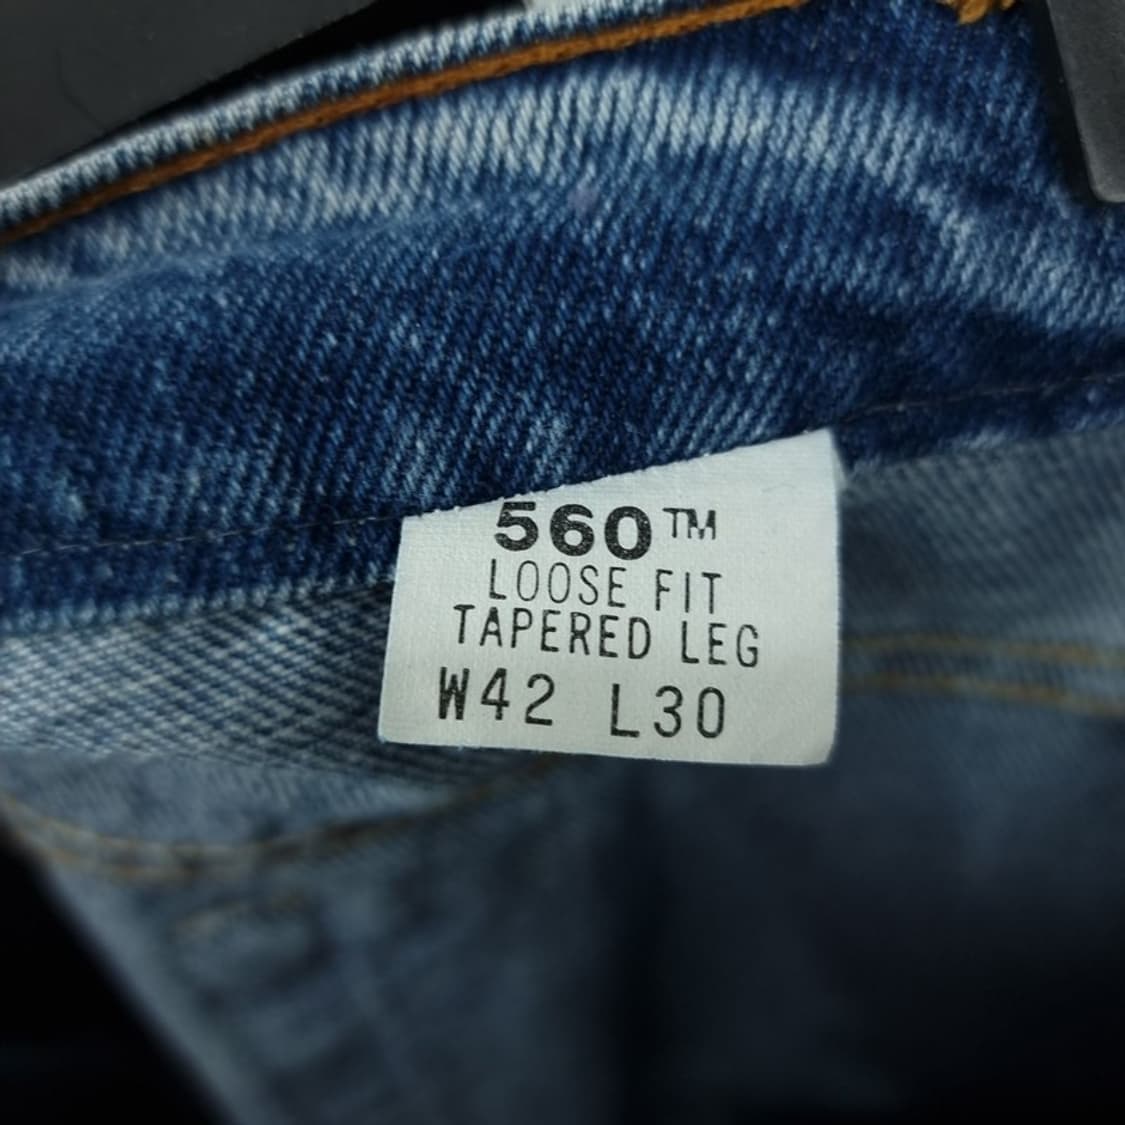 560™
LOOSE FIT
TAPERED LEG
W42 L30